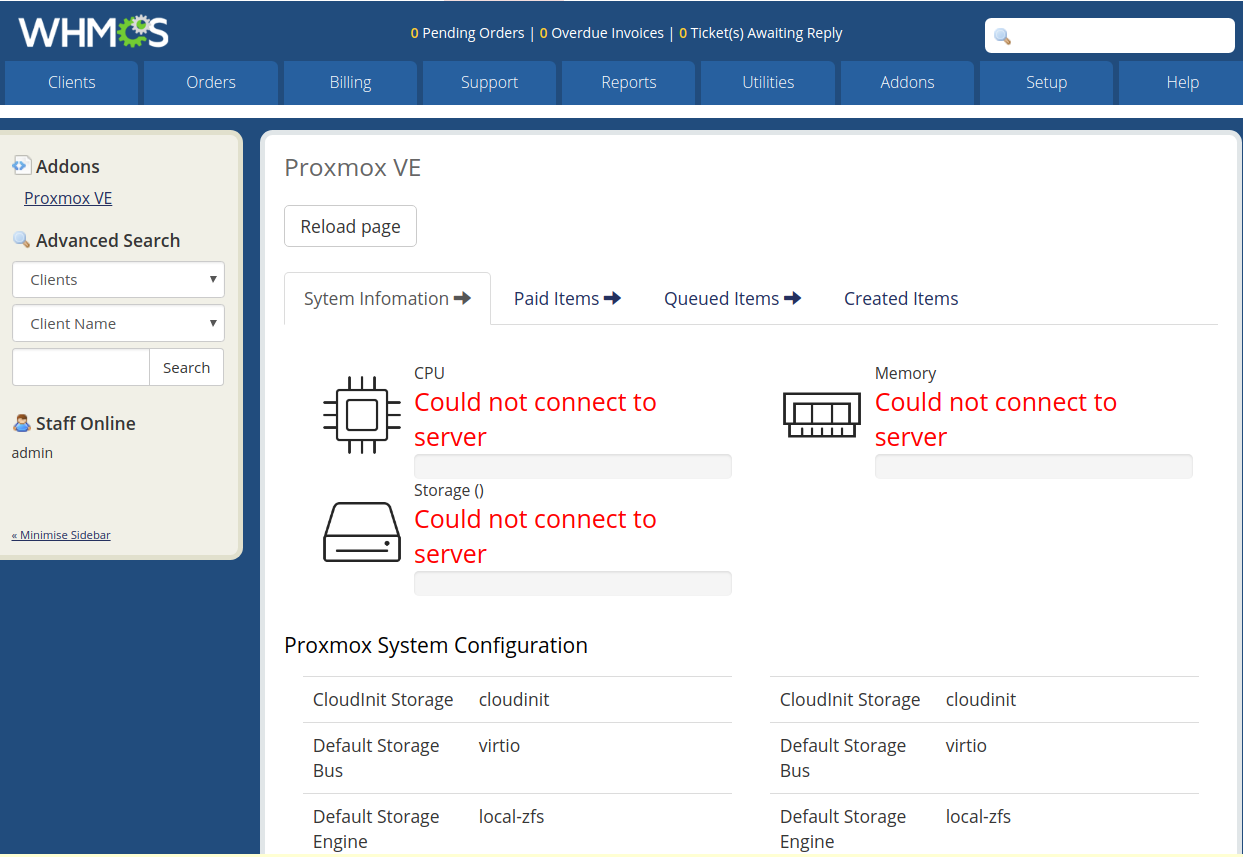 WHMCS
0 Pending Orders | 0 Overdue Invoices | 0 Ticket(s) Awaiting Reply
Clients
Orders
Billing
Support
Reports
Utilities
Addons
Setup
Help
Addons
Proxmox VE
Advanced Search
Clients
Client Name
Search
Staff Online
admin
« Minimise Sidebar
Proxmox VE
Reload page
Sytem Infomation
Paid Items
Queued Items
Created Items
CPU
Could not connect to
server
Memory
Could not connect to
server
Storage ()
Could not connect to
server
Proxmox System Configuration
CloudInit Storage cloudinit
Default Storage virtio
Bus
Default Storage local-zfs
Engine
CloudInit Storage cloudinit
Default Storage virtio
Bus
Default Storage local-zfs
Engine